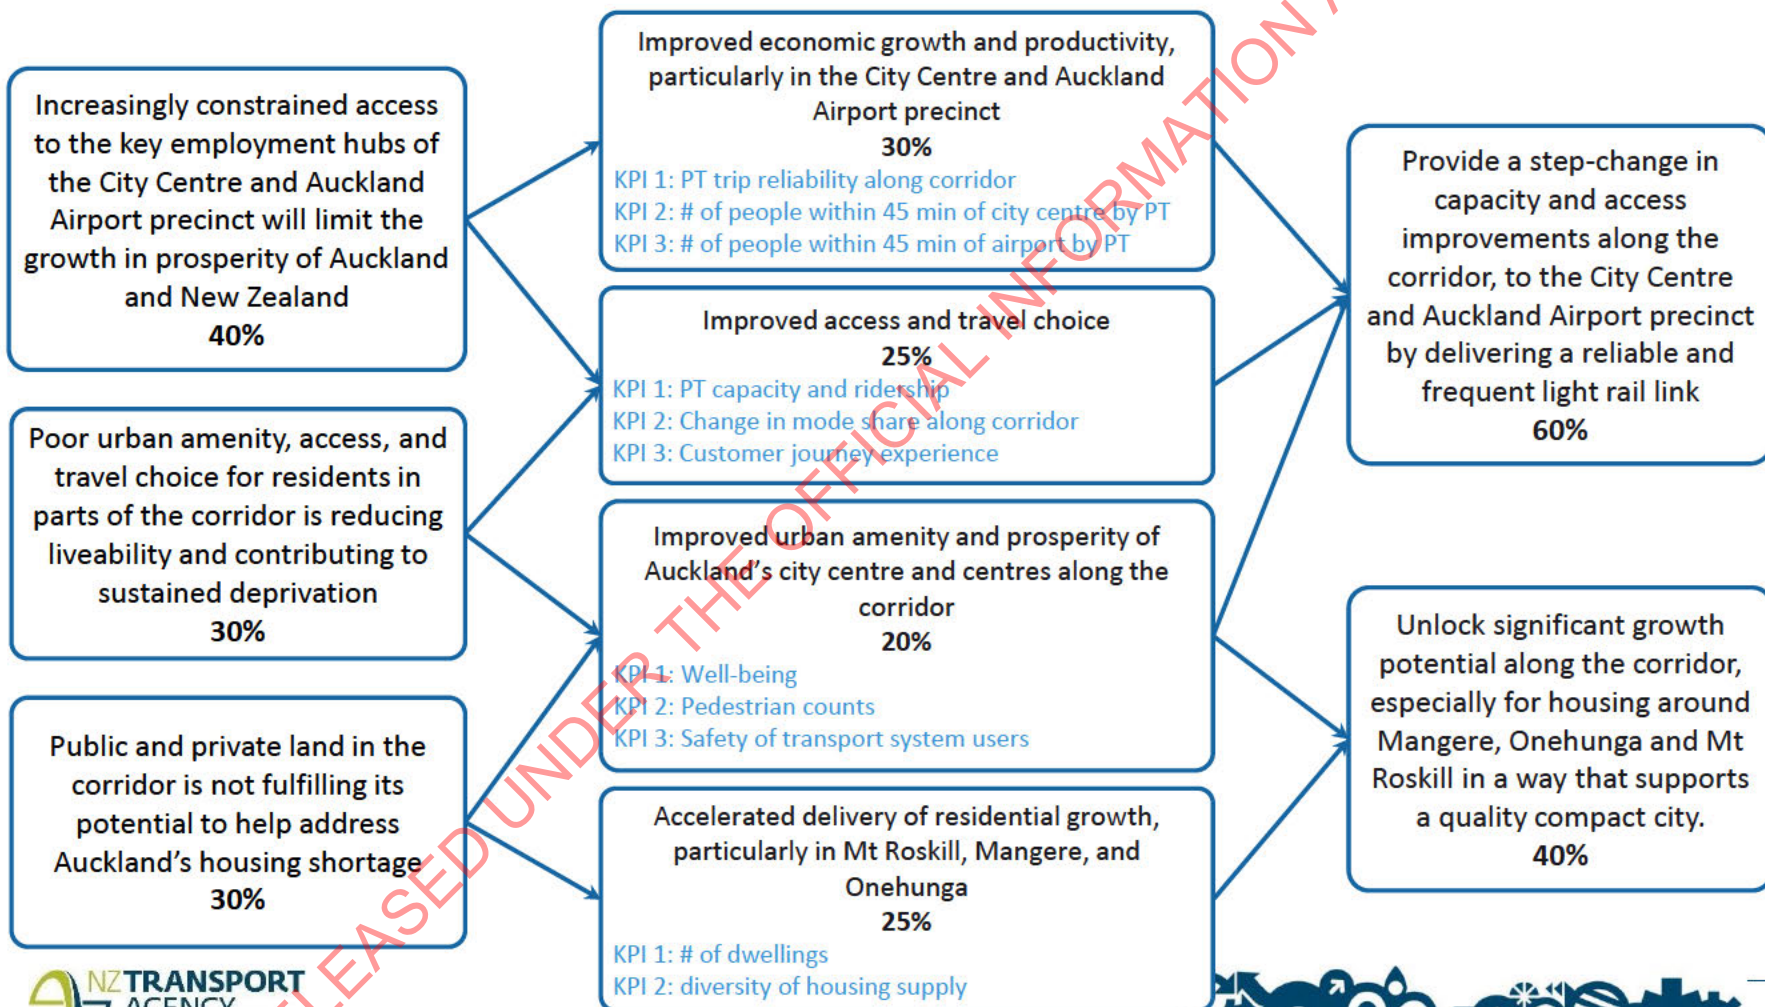 Increasingly constrained access
to the key employment hubs of
the City Centre and Auckland
Airport precinct will limit the
growth in prosperity of Auckland
and New Zealand
40%
Poor urban amenity, access, and
travel choice for residents in
parts of the corridor is reducing
liveability and contributing to
sustained deprivation
30%
Public and private land in the
corridor is not fulfilling its
potential to help address
Auckland's housing shortage
30%
Improved economic growth and productivity,
particularly in the City Centre and Auckland
Airport precinct
30%
KPI 1: PT trip reliability along corridor
KPI 2: # of people within 45 min of city centre by PT
KPI 3: # of people within 45 min of airport by PT
Improved access and travel choice
25%
KPI 1: PT capacity and ridership
KPI 2: Change in mode share along corridor
KPI 3: Customer journey experience
Improved urban amenity and prosperity of
Auckland's city centre and centres along the
corridor
20%
KPI 1: Well-being
KPI 2: Pedestrian counts
KPI 3: Safety of transport system users
Accelerated delivery of residential growth,
particularly in Mt Roskill, Mangere, and
Onehunga
25%
KPI 1: # of dwellings
KPI 2: diversity of housing supply
Provide a step-change in
capacity and access
improvements along the
corridor, to the City Centre
and Auckland Airport precinct
by delivering a reliable and
frequent light rail link
60%
Unlock significant growth
potential along the corridor,
especially for housing around
Mangere, Onehunga and Mt
Roskill in a way that supports
a quality compact city.
40%
NZTRANSPORT
AGENCY
RELEASED UNDER THE OFFICIAL INFORMATION